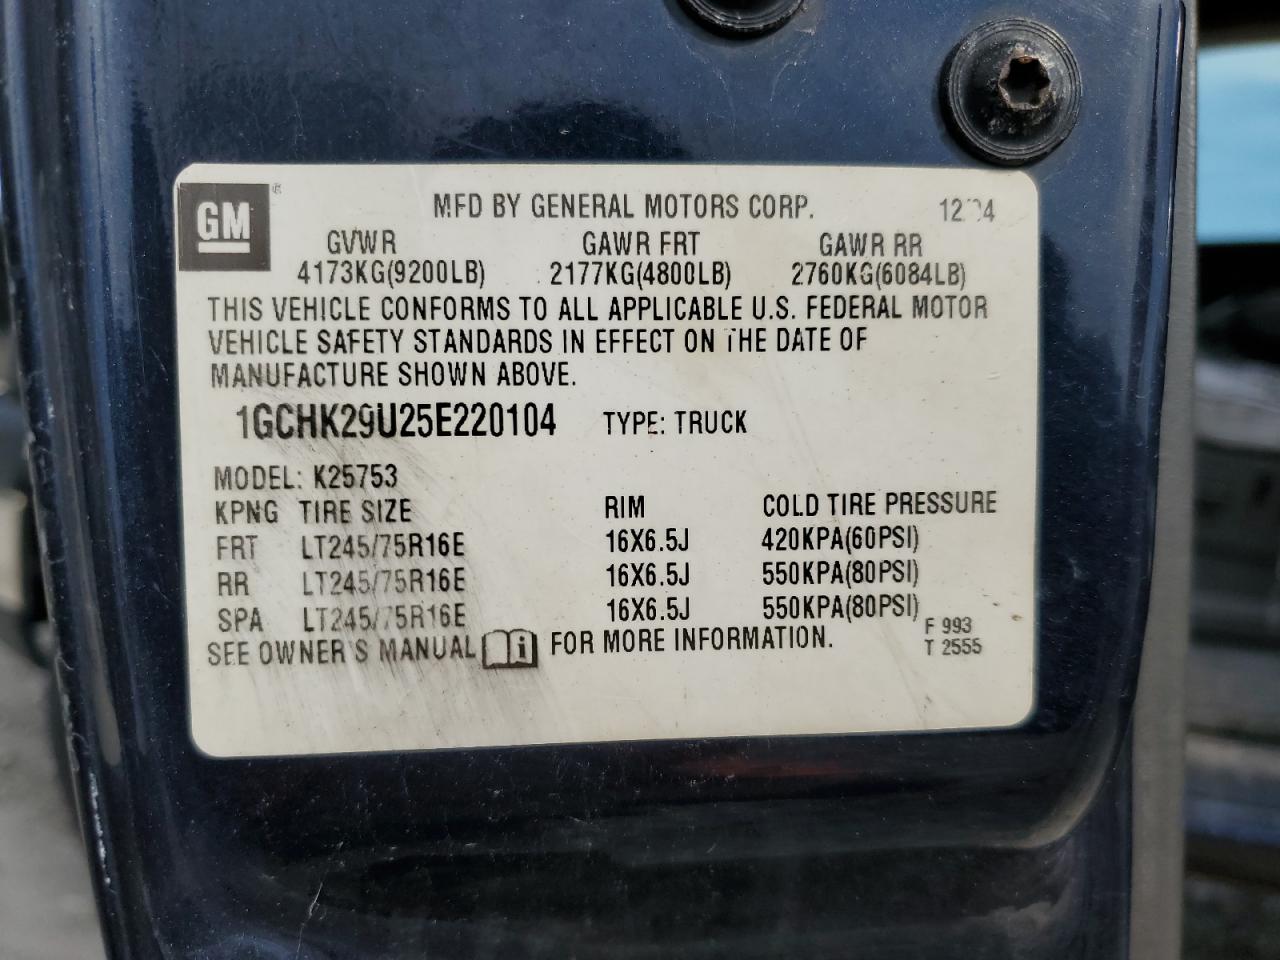 GM ® MFD BY GENERAL MOTORS CORP. 12/04
GVWR GAWR FRT GAWR RR
4173KG(9200LB) 2177KG(4800LB) 2760KG(6084LB)
THIS VEHICLE CONFORMS TO ALL APPLICABLE U.S. FEDERAL MOTOR
VEHICLE SAFETY STANDARDS IN EFFECT ON THE DATE OF
MANUFACTURE SHOWN ABOVE.
1GCHK29U25E220104 TYPE: TRUCK
MODEL: K25753
KPNG TIRE SIZE RIM COLD TIRE PRESSURE
FRT LT245/75R16E 16X6.5J 420KPA(60PSI)
RR LT245/75R16E 16X6.5J 550KPA(80PSI)
SPA LT245/75R16E 16X6.5J 550KPA(80PSI)
SEE OWNER'S MANUAL i FOR MORE INFORMATION.
F 993
T 2555